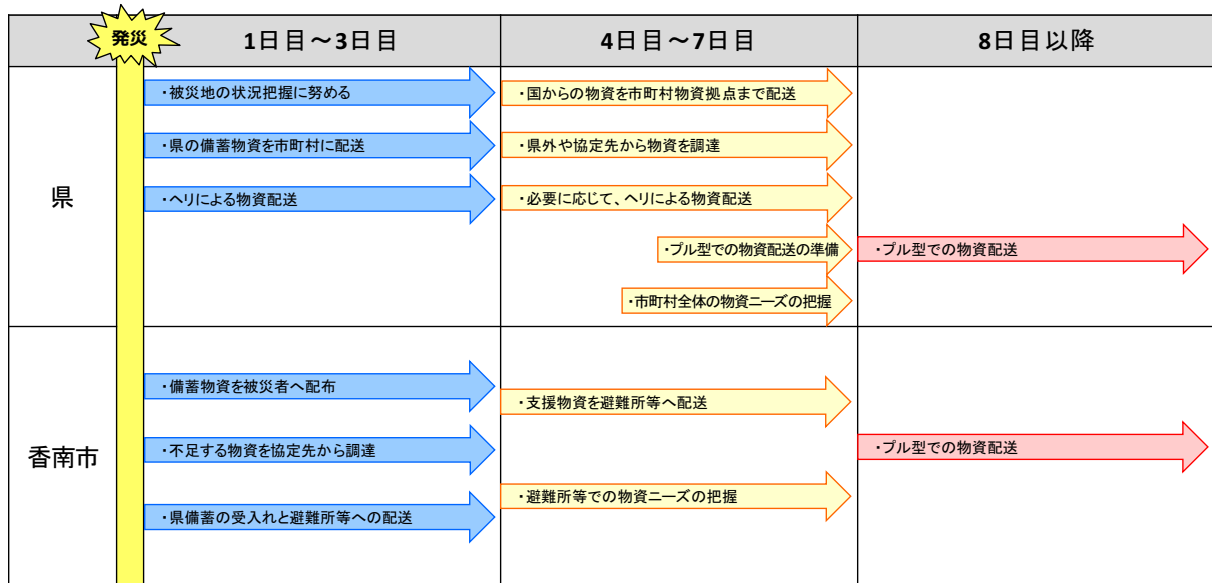 発災
1日目～3日目
4日目～7日目
8日目以降
県
・被災地の状況把握に努める
・県の備蓄物資を市町村に配送
・ヘリによる物資配送
・国からの物資を市町村物資拠点まで配送
・県外や協定先から物資を調達
・必要に応じて、ヘリによる物資配送
・プル型での物資配送の準備
・市町村全体の物資ニーズの把握
・プル型での物資配送
香南市
・備蓄物資を被災者へ配布
・不足する物資を協定先から調達
・県備蓄の受入れと避難所等への配送
・支援物資を避難所等へ配送
・避難所等での物資ニーズの把握
・プル型での物資配送